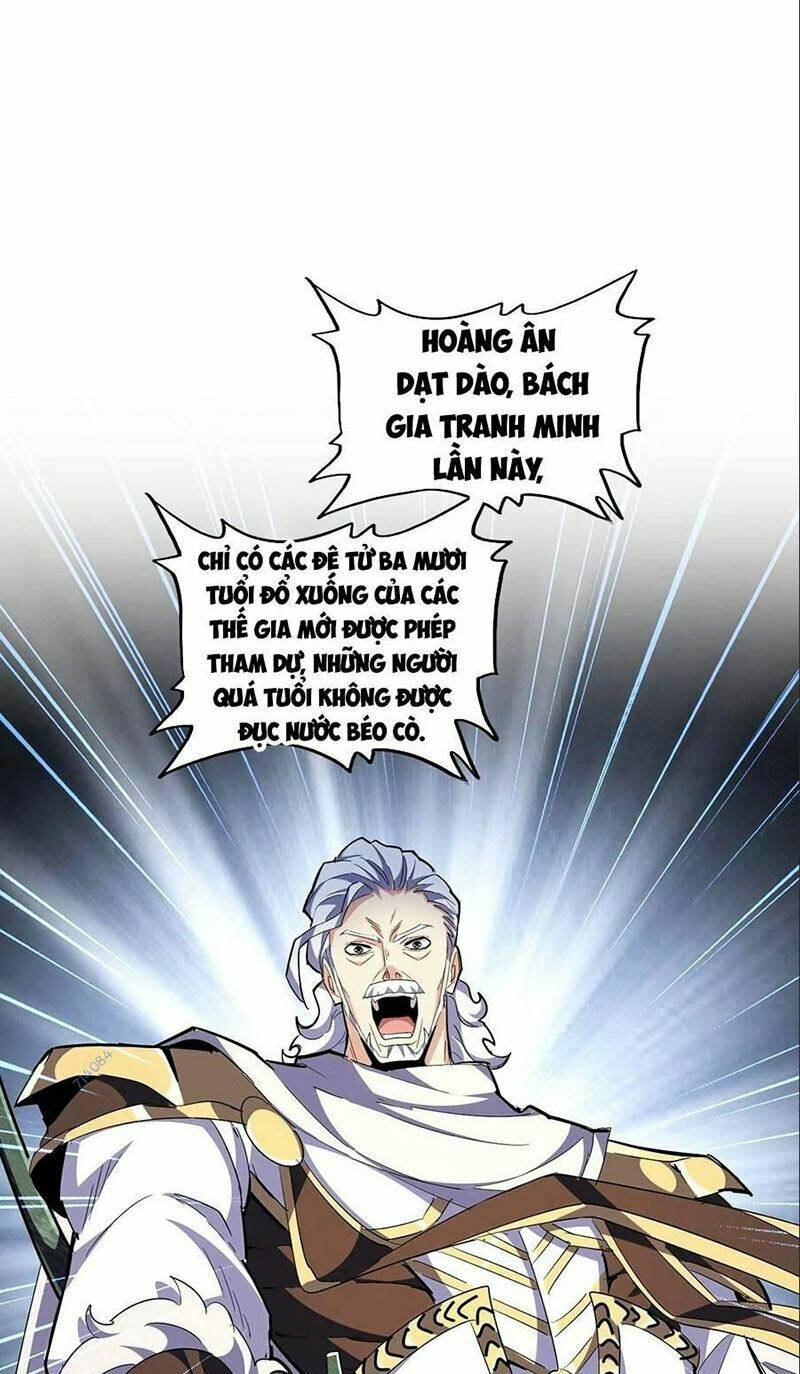 HOÀNG ÂN
DẠT DÀO, BÁCH
GIA TRANH MINH
LẦN NÀY,
CHỈ CÓ CÁC ĐỆ TỬ BA MƯƠI
TUỔI ĐỔ XUỐNG CỦA CÁC
THẾ GIA MỚI ĐƯỢC PHÉP
THAM DỰ, NHỮNG NGƯỜI
QUÁ TUỔI KHÔNG ĐƯỢC
ĐỤC NƯỚC BÉO CÒ.